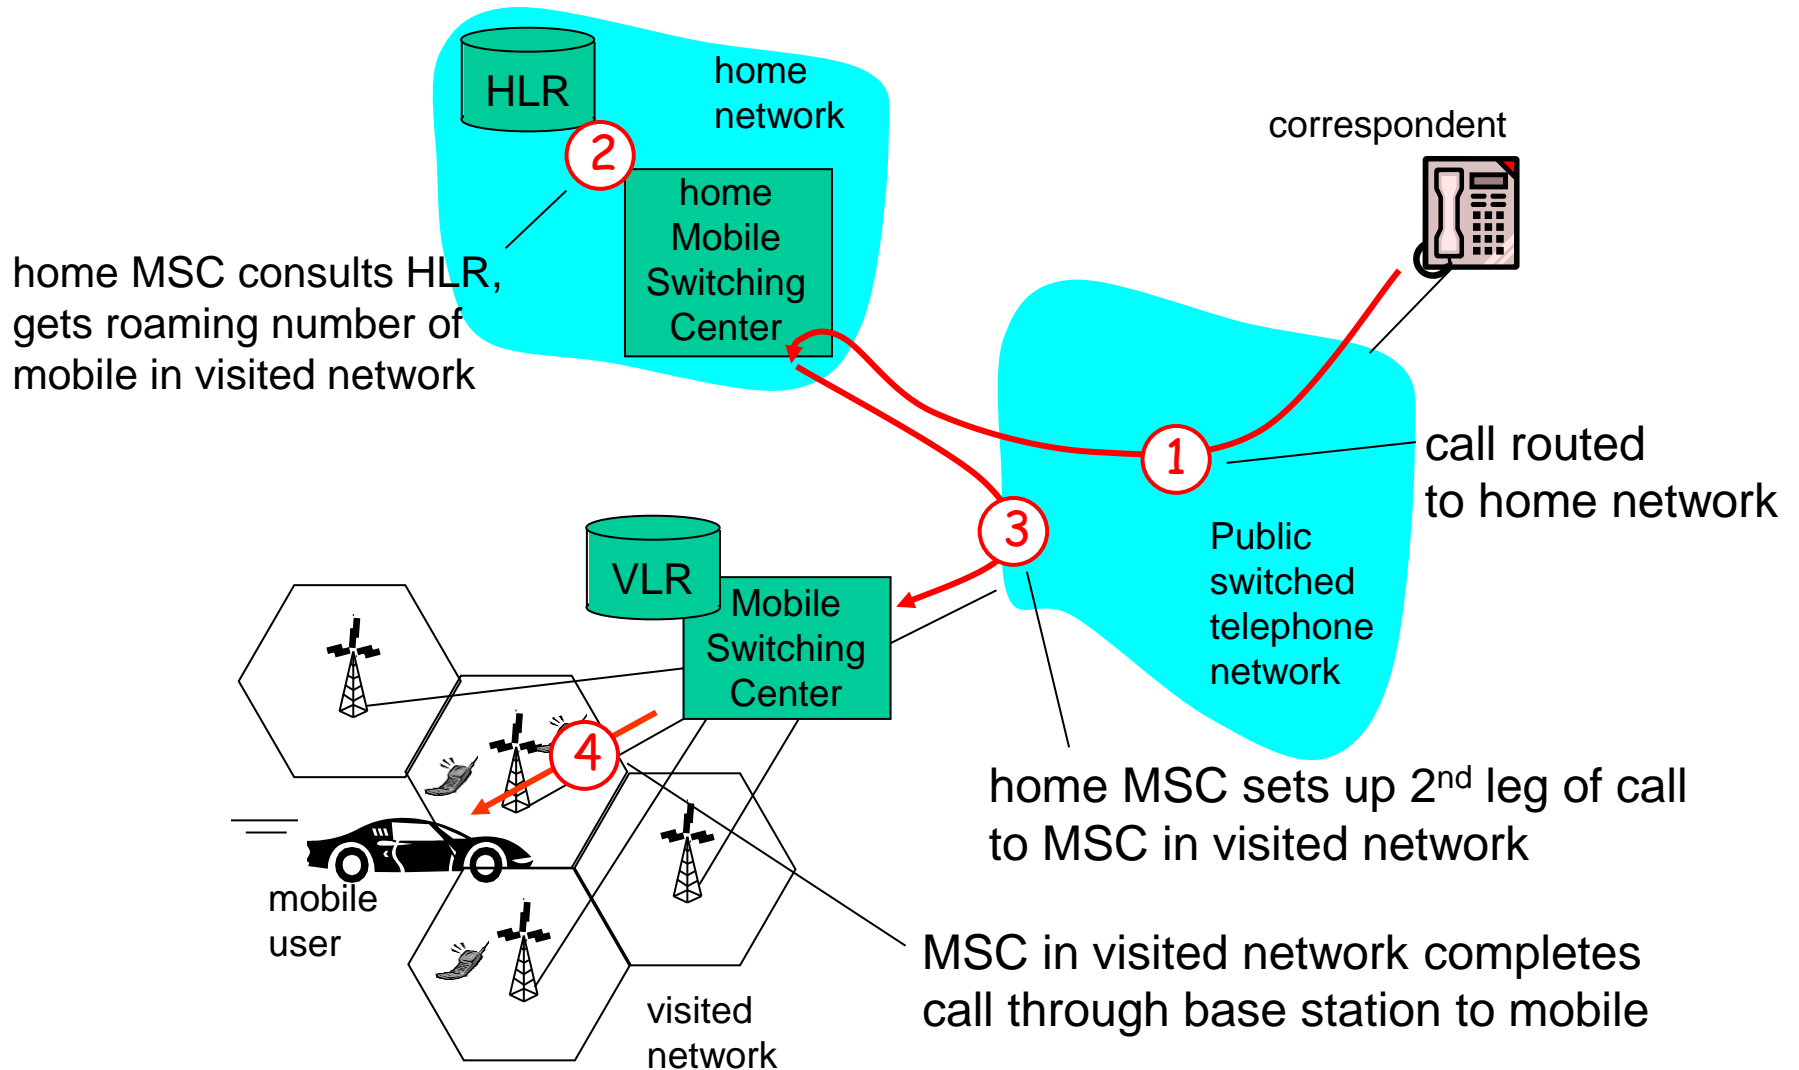 HLR
home
network
2
home
Mobile
Switching
Center
correspondent
home MSC consults HLR,
gets roaming number of
mobile in visited network
1
call routed
to home network
3
Public
switched
telephone
network
VLR
Mobile
Switching
Center
4
home MSC sets up 2nd leg of call
to MSC in visited network
mobile
user
MSC in visited network completes
call through base station to mobile
visited
network